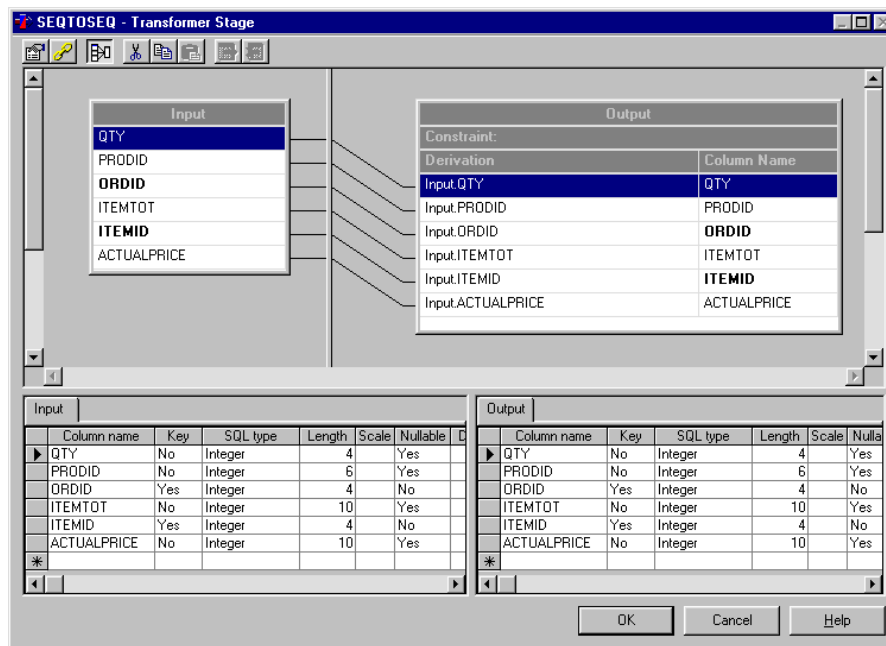 SEQTOSEQ - Transformer Stage
Input
QTY
PRODID
ORDID
ITEMTOT
ITEMID
ACTUALPRICE
Output
Constraint:
Derivation Column Name
Input.QTY QTY
Input.PRODID PRODID
Input.ORDID ORDID
Input.ITEMTOT ITEMTOT
Input.ITEMID ITEMID
Input.ACTUALPRICE ACTUALPRICE
Input
Column name Key SQL type Length Scale Nullable D
QTY No Integer 4 Yes
PRODID No Integer 6 Yes
ORDID Yes Integer 4 No
ITEMTOT No Integer 10 Yes
ITEMID Yes Integer 4 No
ACTUALPRICE No Integer 10 Yes
Output
Column name Key SQL type Length Scale Nulla
QTY No Integer 4 Yes
PRODID No Integer 6 Yes
ORDID Yes Integer 4 No
ITEMTOT No Integer 10 Yes
ITEMID Yes Integer 4 No
ACTUALPRICE No Integer 10 Yes
OK Cancel Help